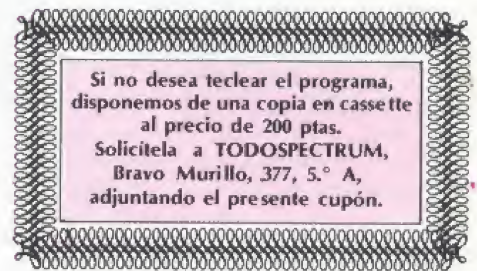 Si no desea teclear el programa,
disponemos de una copia en cassette
al precio de 200 ptas.
Solicítela a TODOSPECTRUM,
Bravo Murillo, 377, 5.° A,
adjuntando el presente cupón.